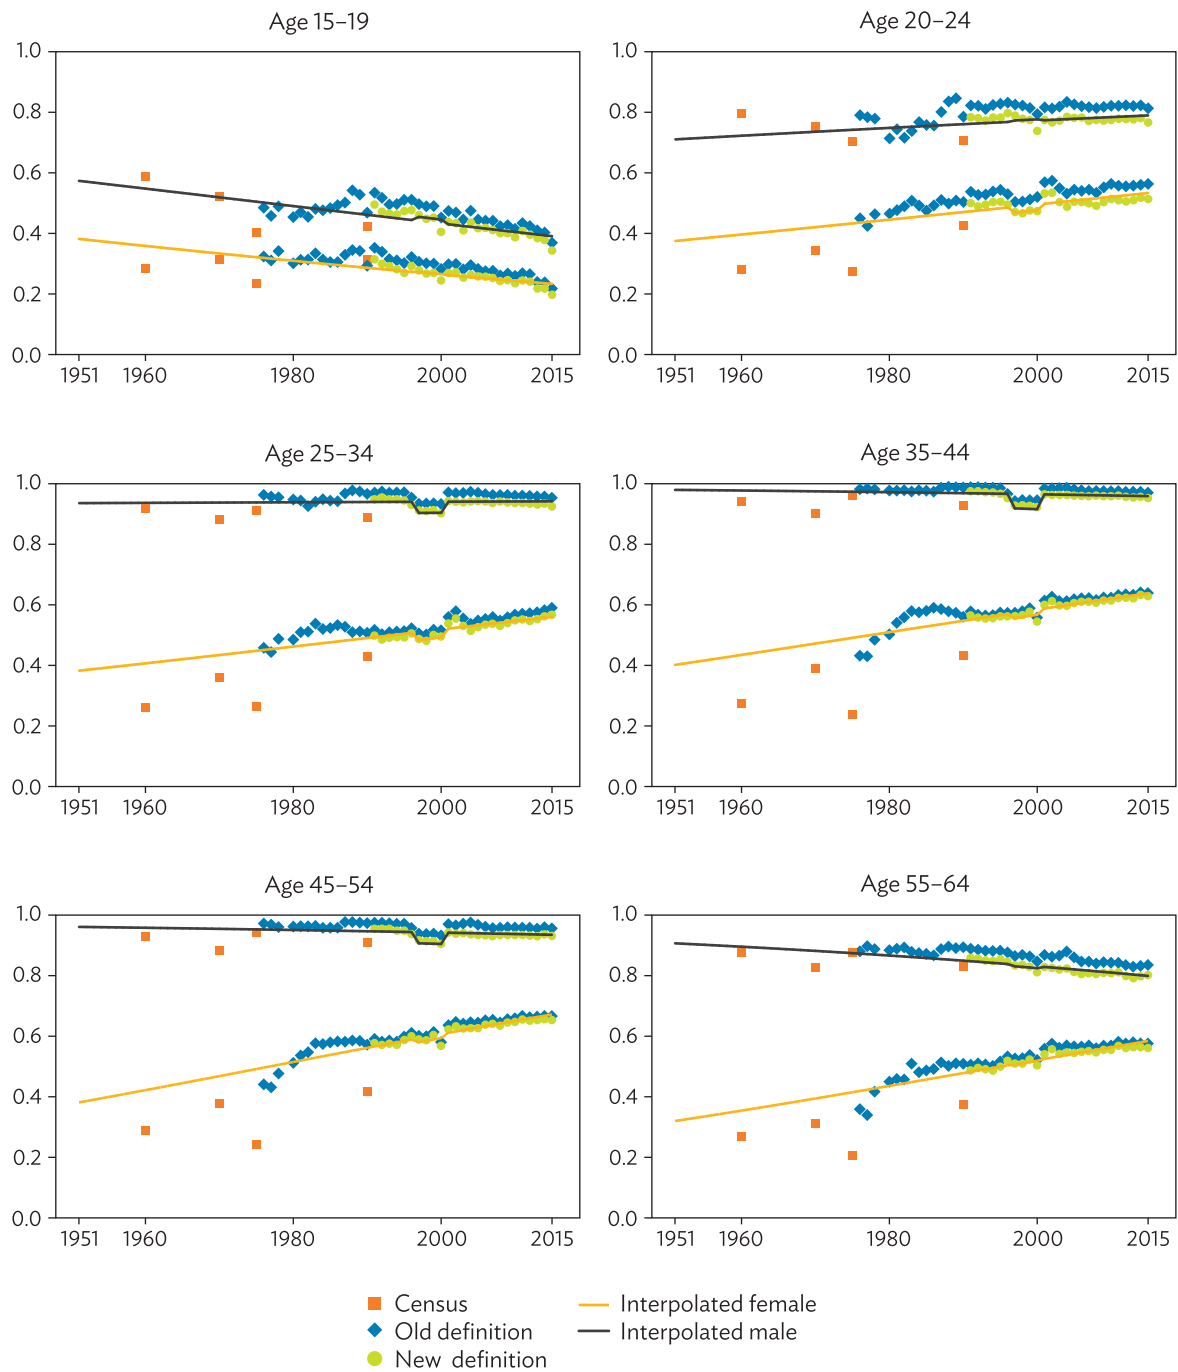 Age 15–19
1.0
0.8
0.6
0.4
0.2
0.0
1951 1960 1980 2000 2015
Age 20–24
1.0
0.8
0.6
0.4
0.2
0.0
1951 1960 1980 2000 2015
Age 25–34
1.0
0.8
0.6
0.4
0.2
0.0
1951 1960 1980 2000 2015
Age 35–44
1.0
0.8
0.6
0.4
0.2
0.0
1951 1960 1980 2000 2015
Age 45–54
1.0
0.8
0.6
0.4
0.2
0.0
1951 1960 1980 2000 2015
Age 55–64
1.0
0.8
0.6
0.4
0.2
0.0
1951 1960 1980 2000 2015
Census
Old definition
New definition
Interpolated female
Interpolated male